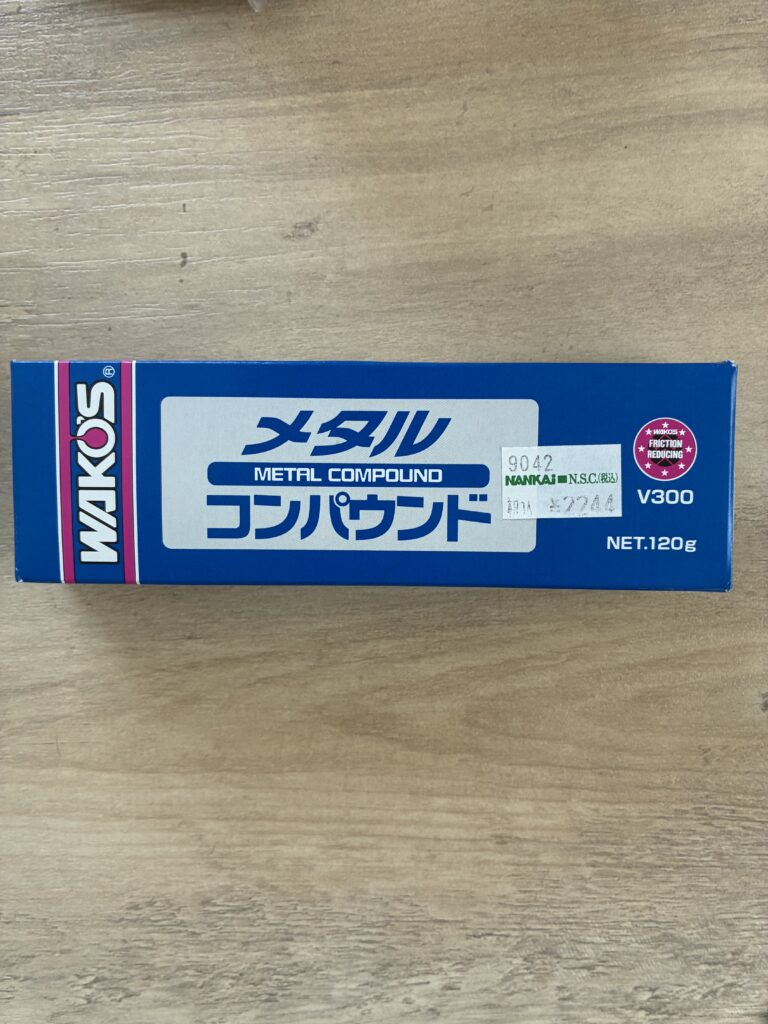 WAKO'S®
メタル
METAL COMPOUND
コンパウンド
9042
NANKAI N.S.C.(税込)
¥2244
WAKO'S
FRICTION
REDUCING
V300
NET.120g